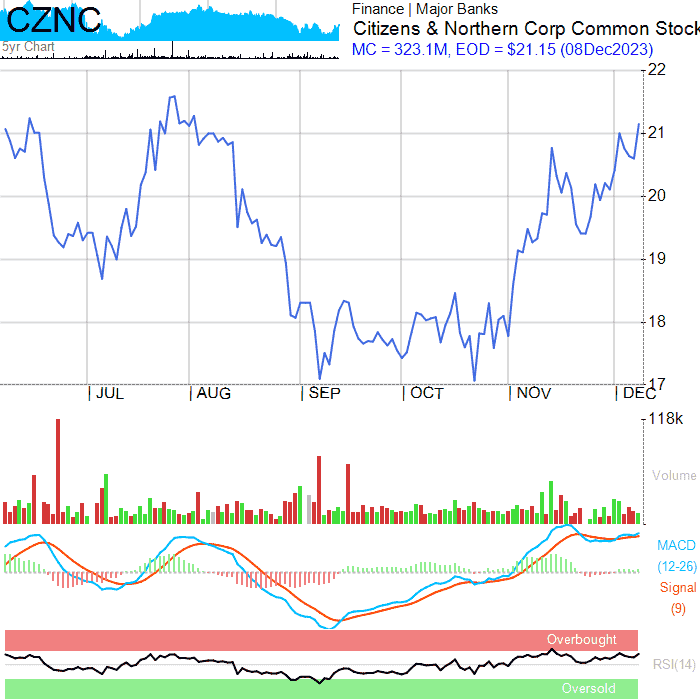 CZNC
5yr Chart
Finance | Major Banks
Citizens & Northern Corp Common Stock
MC = 323.1M, EOD = $21.15 (08Dec2023)
22
21
20
19
18
17
JUL AUG SEP OCT NOV DEC
118k
Volume
MACD
(12-26)
Signal
(9)
Overbought
RSI(14)
Oversold